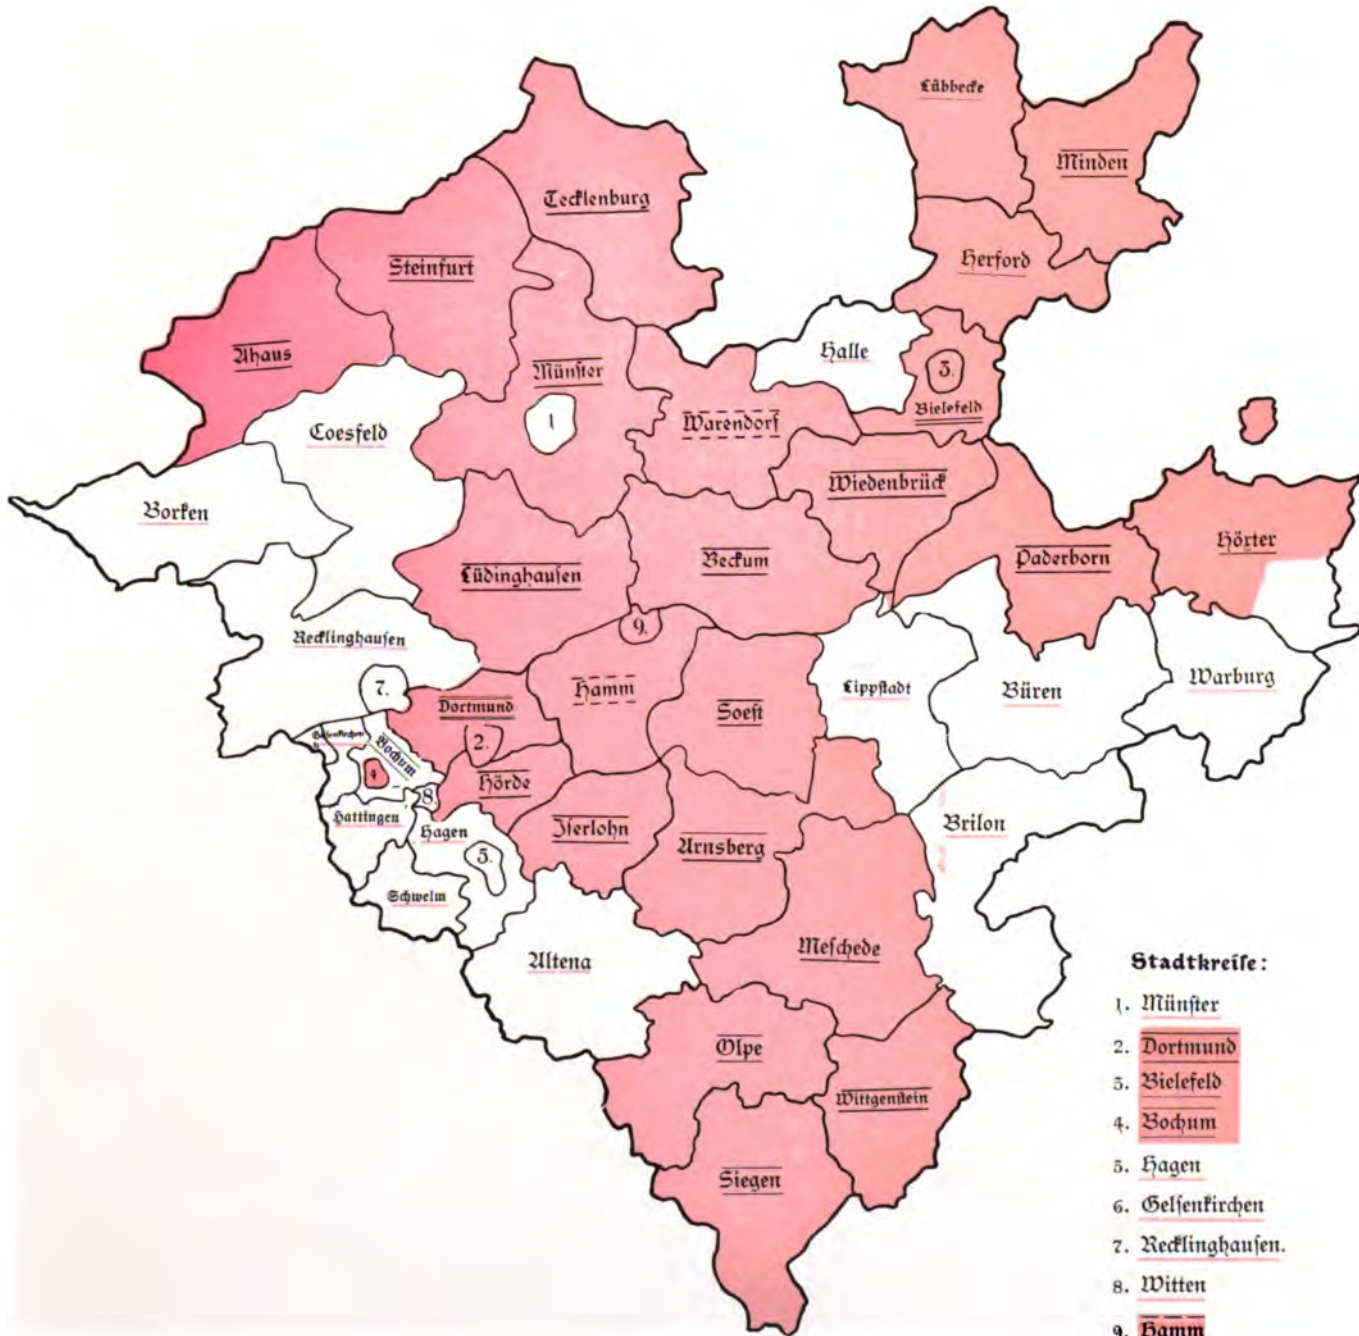 Lübbecke
Minden
Tecklenburg
Herford
Steinfurt
Ahaus
Münster
Halle
3.
Bielefeld
1
Warendorf
Coesfeld
Wiedenbrück
Borken
Höxter
Lüdinghausen
Beckum
Paderborn
Recklinghausen
9.
7.
Hamm
Lippstadt
Büren
Warburg
Dortmund
Soest
2.
Gelsenkirchen
Bochum
4.
Hörde
8.
Hattingen
Hagen
Iserlohn
Arnsberg
Brilon
5.
Schwelm
Altena
Meschede
Olpe
Wittgenstein
Siegen
Stadtkreise:
1. Münster
2. Dortmund
3. Bielefeld
4. Bochum
5. Hagen
6. Gelsenkirchen
7. Recklinghausen.
8. Witten
9. Hamm